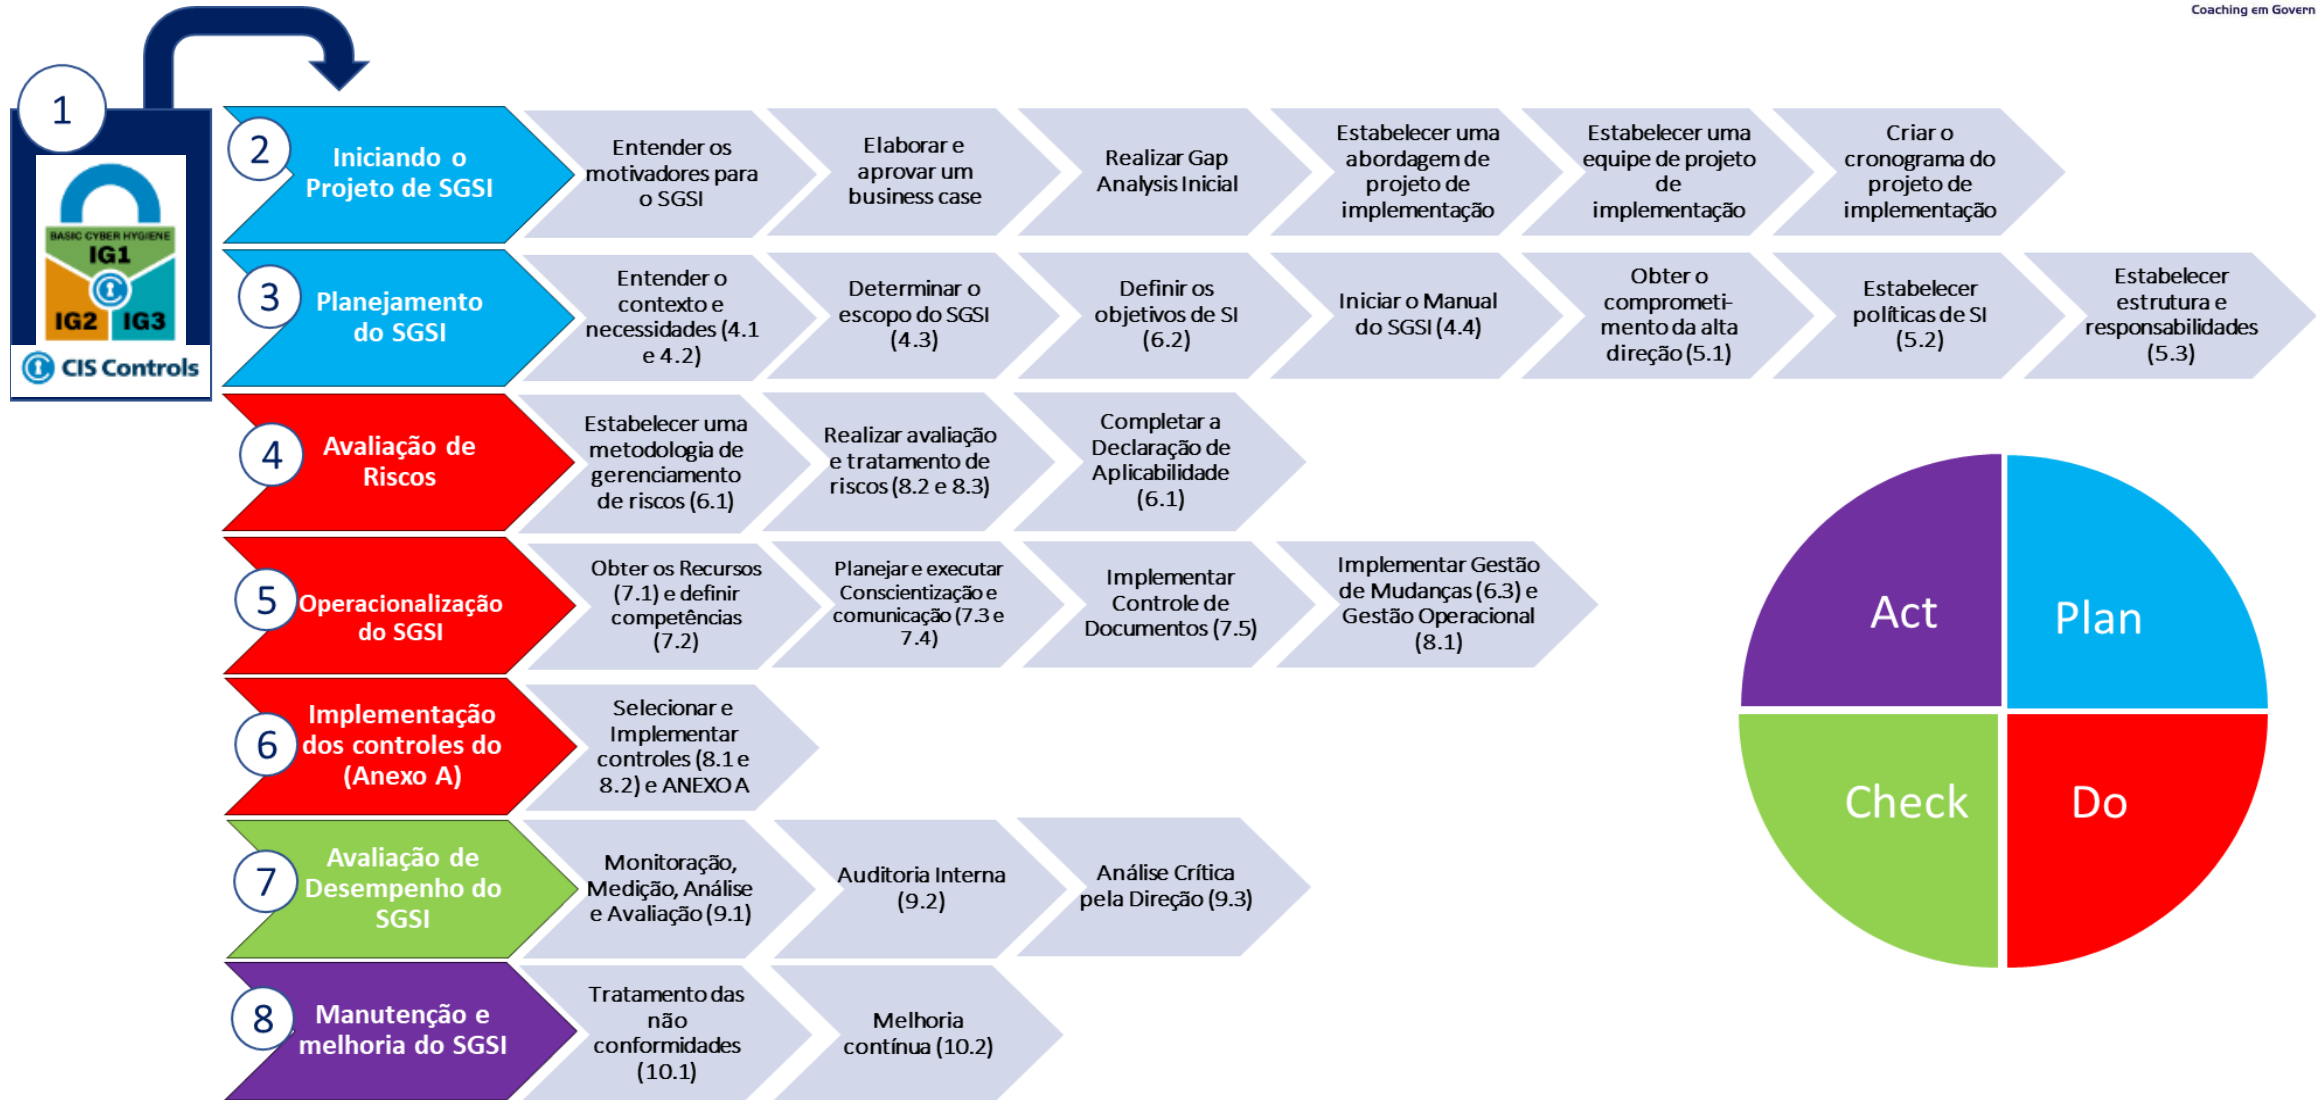 Coaching em Govern
1
BASIC CYBER HYGIENE
IG1
IG2
IG3
CIS Controls
2
Iniciando o
Projeto de SGSI
Entender os
motivadores para
o SGSI
Elaborar e
aprovar um
business case
Realizar Gap
Analysis Inicial
Estabelecer uma
abordagem de
projeto de
implementação
Estabelecer uma
equipe de projeto
de
implementação
Criar o
cronograma do
projeto de
implementação
3
Planejamento
do SGSI
Entender o
contexto e
necessidades (4.1
e 4.2)
Determinar o
escopo do SGSI
(4.3)
Definir os
objetivos de SI
(6.2)
Iniciar o Manual
do SGSI (4.4)
Obter o
comprometi-
mento da alta
direção (5.1)
Estabelecer
políticas de SI
(5.2)
Estabelecer
estrutura e
responsabilidades
(5.3)
4
Avaliação de
Riscos
Estabelecer uma
metodologia de
gerenciamento
de riscos (6.1)
Realizar avaliação
e tratamento de
riscos (8.2 e 8.3)
Completar a
Declaração de
Aplicabilidade
(6.1)
5
Operacionalização
do SGSI
Obter os Recursos
(7.1) e definir
competências
(7.2)
Planejar e executar
Conscientização e
comunicação (7.3 e
7.4)
Implementar
Controle de
Documentos (7.5)
Implementar Gestão
de Mudanças (6.3) e
Gestão Operacional
(8.1)
6
Implementação
dos controles do
(Anexo A)
Selecionar e
Implementar
controles (8.1 e
8.2) e ANEXO A
7
Avaliação de
Desempenho do
SGSI
Monitoração,
Medição, Análise
e Avaliação (9.1)
Auditoria Interna
(9.2)
Análise Crítica
pela Direção (9.3)
8
Manutenção e
melhoria do SGSI
Tratamento das
não
conformidades
(10.1)
Melhoria
contínua (10.2)
Act
Plan
Check
Do